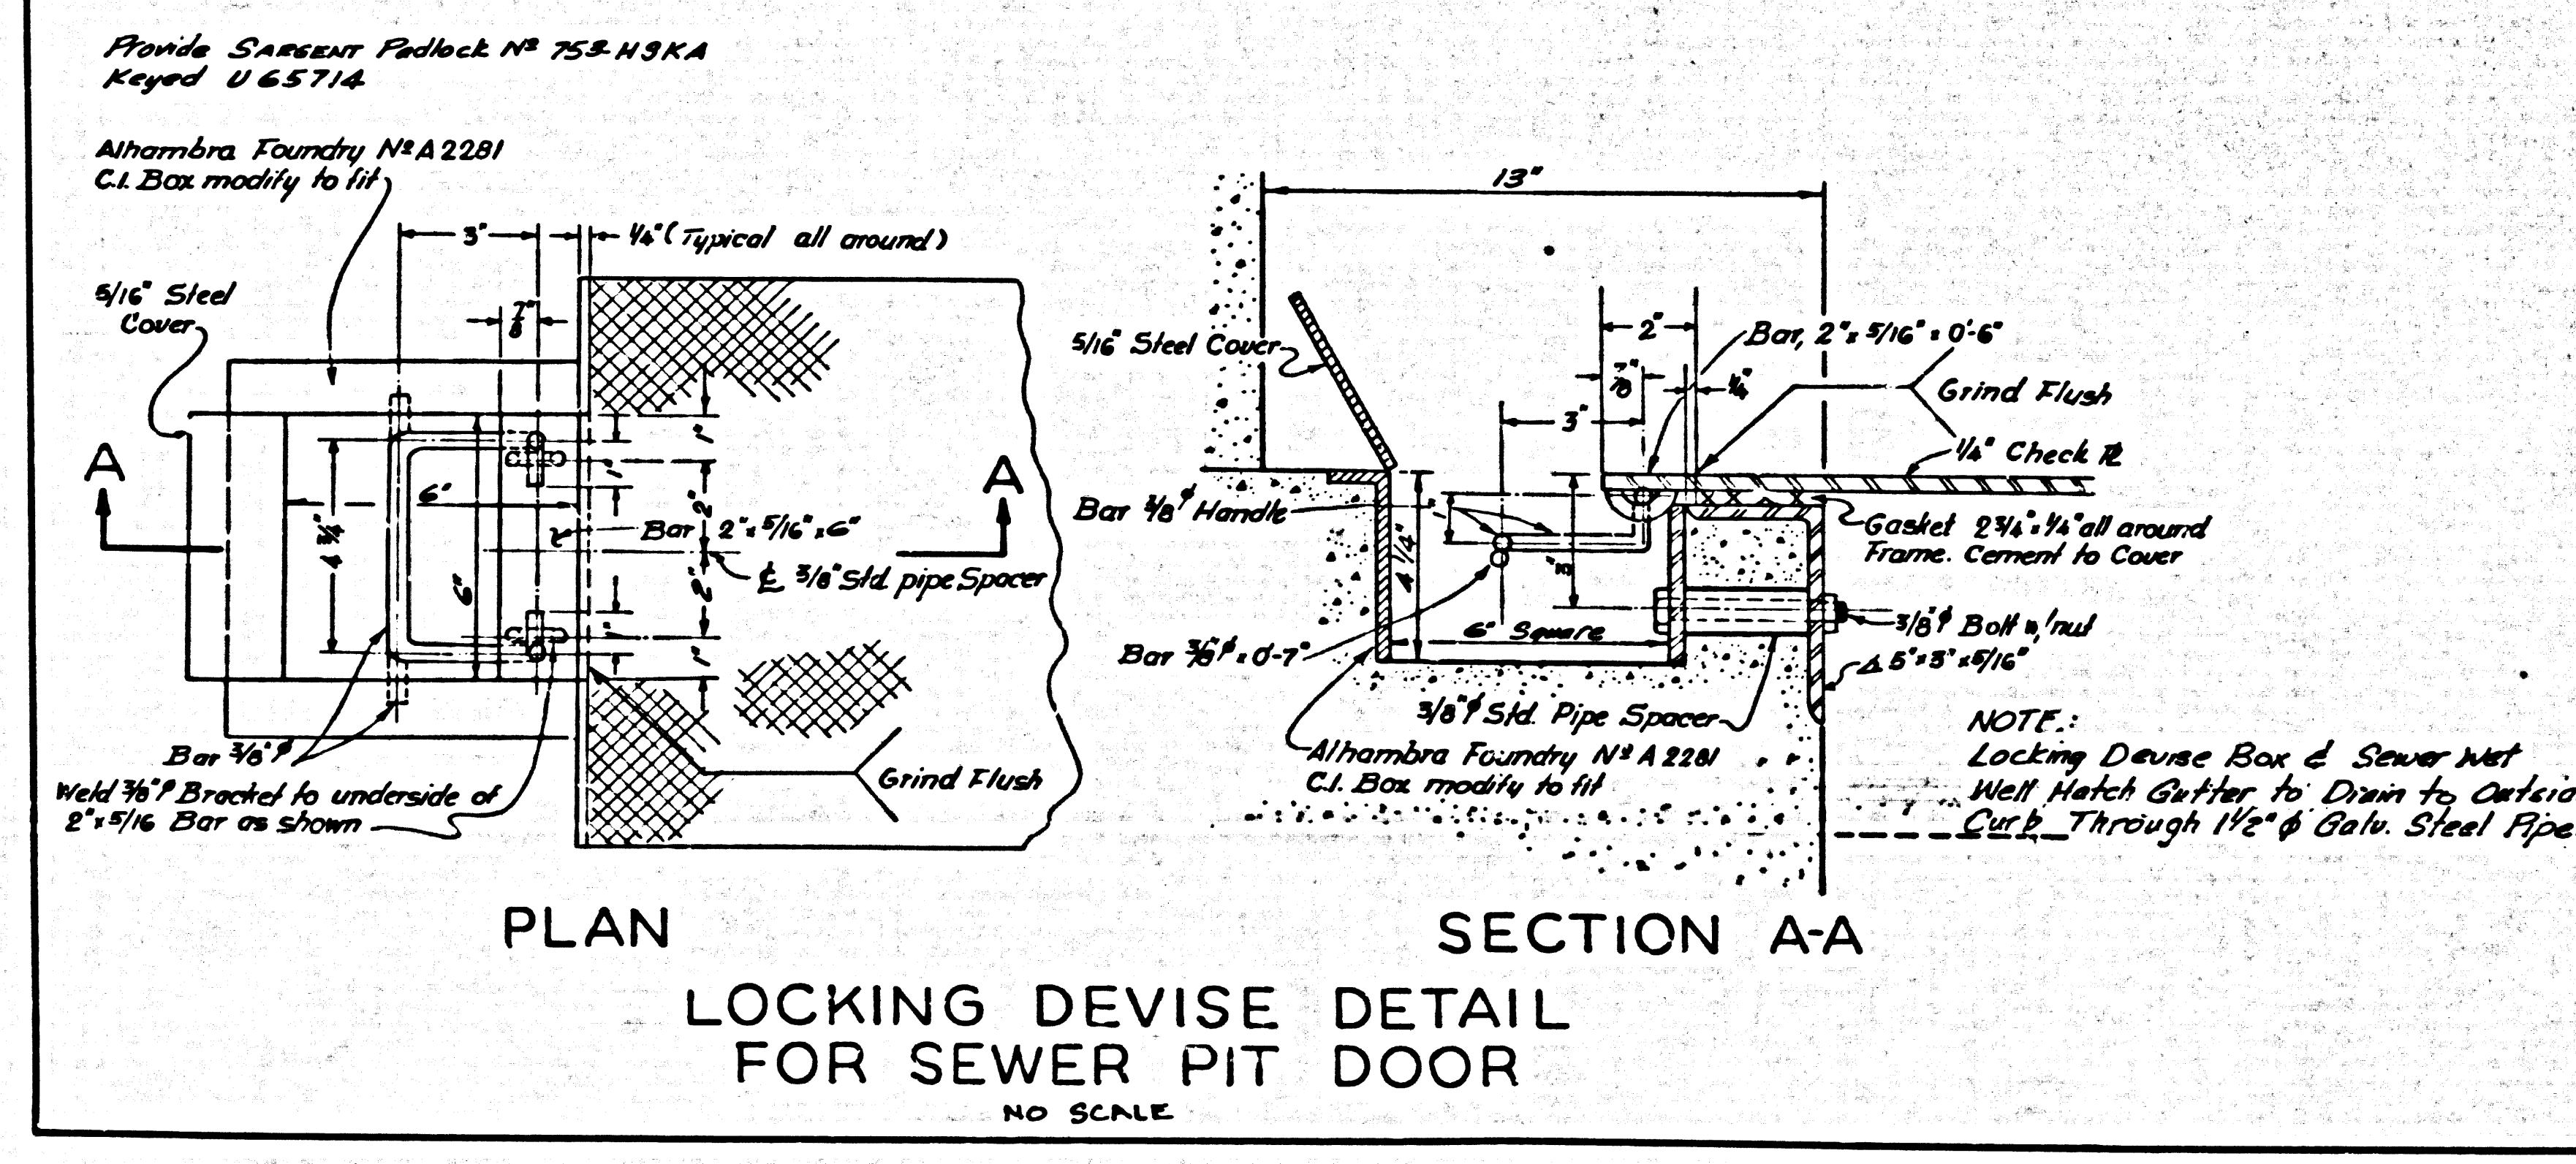 Provide SARGENT Padlock Nº 758 H9KA
Keyed U65714
Alhambra Foundry Nº A2281
C.I. Box modify to fit
3"
1/4" (Typical all around)
5/16" Steel
Cover
7/8"
A
A
1"
2"
2"
1"
1"
1"
6"
4 3/4"
6"
Bar 2" x 5/16" x 6"
℄ 3/8" Std. pipe Spacer
Bar 3/8" φ
Weld 3/8" φ Bracket to underside of
2" x 5/16 Bar as shown
Grind Flush
PLAN
13"
5/16" Steel Cover
2"
Bar, 2" x 5/16" x 0'-6"
7/8"
1/4"
Grind Flush
3"
1/4" Check ℄
Bar 3/8" φ Handle
1"
4 1/4"
3"
Gasket 2 3/4" x 1/4" all around
Frame. Cement to Cover
3/8" φ Bolt w/ nut
6" Square
Bar 3/8" φ x 0'-7"
∆ 5" x 3" x 5/16"
3/8" φ Std. Pipe Spacer
Alhambra Foundry Nº A2281
C.I. Box modify to fit
NOTE:
Locking Devise Box & Sewer Wet
Well Hatch Gutter to Drain to Outsid
Curb Through 1 1/2" φ Galv. Steel Pipe
SECTION A-A
LOCKING DEVISE DETAIL
FOR SEWER PIT DOOR
NO SCALE